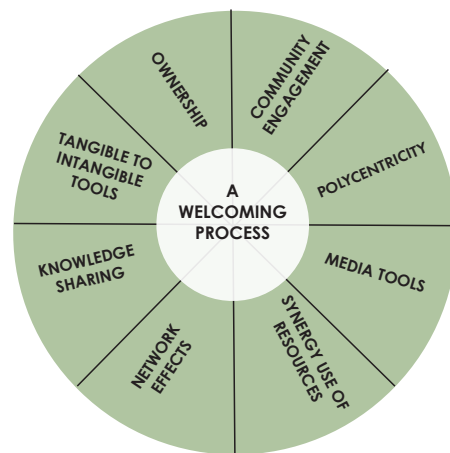 A
WELCOMING
PROCESS
COMMUNITY
ENGAGEMENT
POLYCENTRICITY
MEDIA TOOLS
SYNERGY USE OF
RESOURCES
NETWORK
EFFECTS
KNOWLEDGE
SHARING
TANGIBLE TO
INTANGIBLE
TOOLS
OWNERSHIP